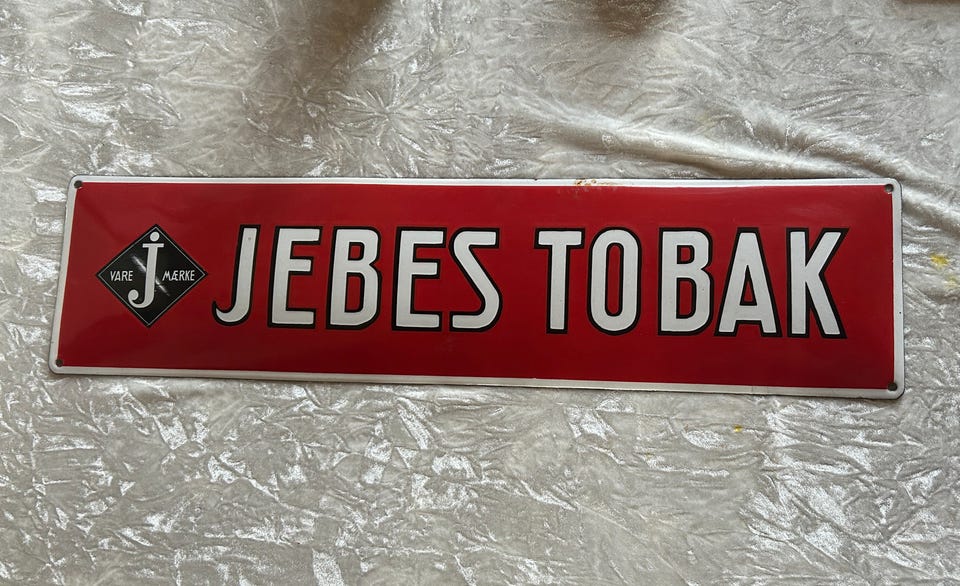 VARE j MÆRKE
JEBES TOBAK